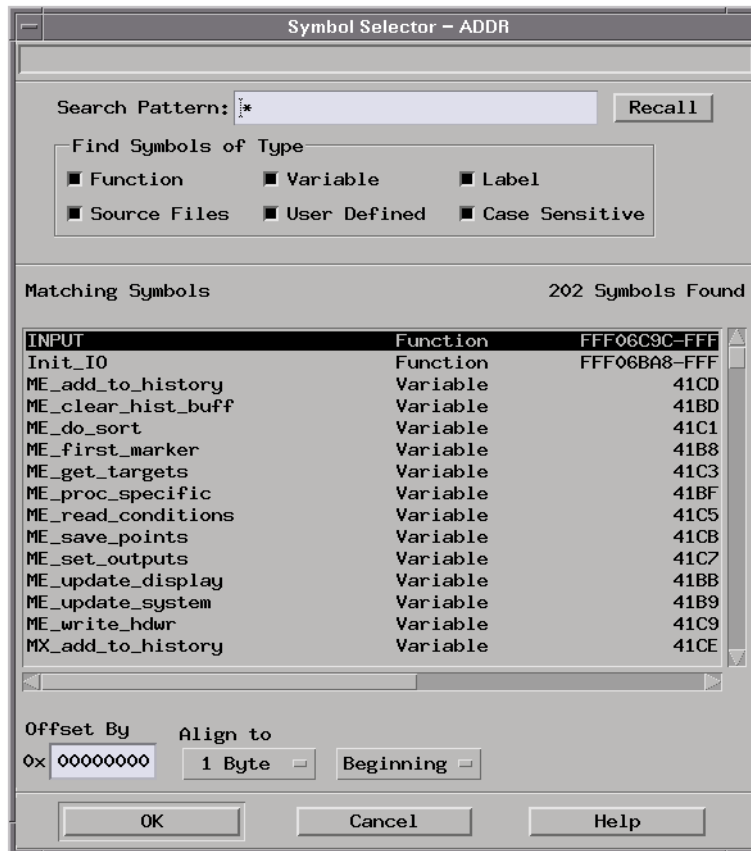 Symbol Selector – ADDR
Search Pattern: * Recall
Find Symbols of Type
Function Variable Label
Source Files User Defined Case Sensitive
Matching Symbols 202 Symbols Found
INPUT Function FFF06C9C-FFF
Init_IO Function FFF06BA8-FFF
ME_add_to_history Variable 41CD
ME_clear_hist_buff Variable 41BD
ME_do_sort Variable 41C1
ME_first_marker Variable 41B8
ME_get_targets Variable 41C3
ME_proc_specific Variable 41BF
ME_read_conditions Variable 41C5
ME_save_points Variable 41CB
ME_set_outputs Variable 41C7
ME_update_display Variable 41BB
ME_update_system Variable 41B9
ME_write_hdwr Variable 41C9
MX_add_to_history Variable 41CE
Offset By Align to
0x 00000000 1 Byte Beginning
OK Cancel Help